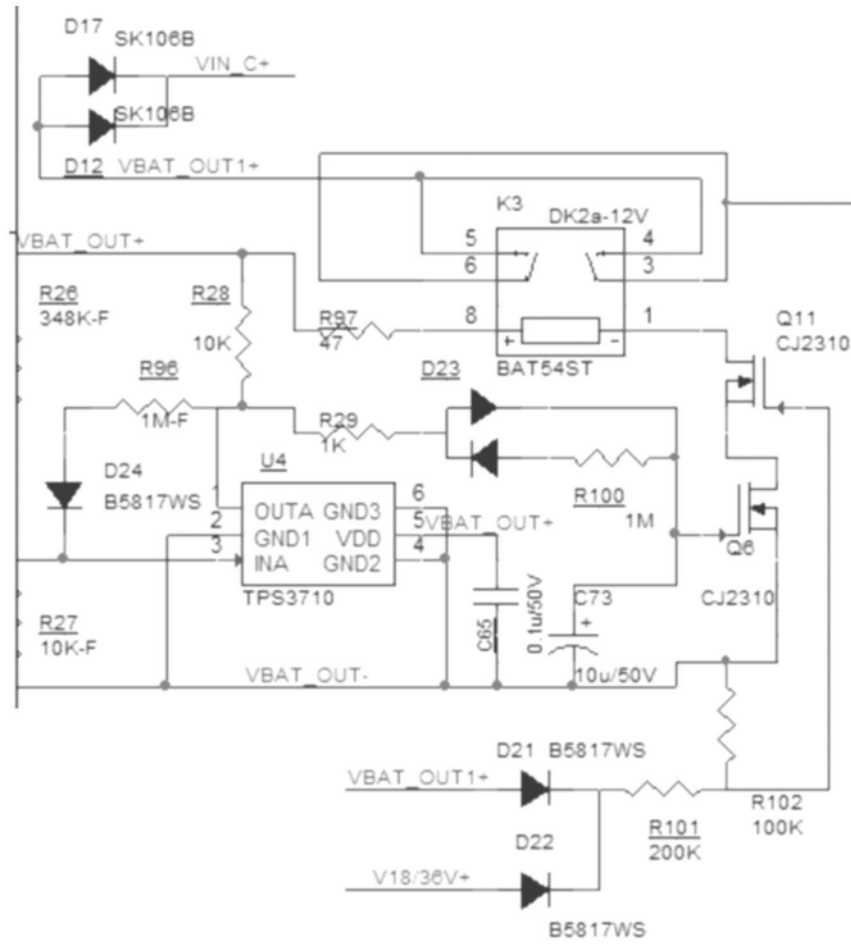 D17
SK106B
VIN_C+
SK106B
D12
VBAT_OUT1+
K3
DK2a-12V
5
4
6
3
VBAT_OUT+
R26
348K-F
R28
10K
R97
47
8
+
-
1
BAT54ST
Q11
CJ2310
R96
1M-F
D23
R29
1K
D24
B5817WS
U4
R100
1M
1
2
3
OUTA GND3
GND1 VDD
INA GND2
6
5
4
VBAT_OUT+
TPS3710
Q6
CJ2310
R27
10K-F
C65
0.1u/50V
C73
+
10u/50V
VBAT_OUT-
D21 B5817WS
VBAT_OUT1+
R101
200K
R102
100K
D22
V18/36V+
B5817WS